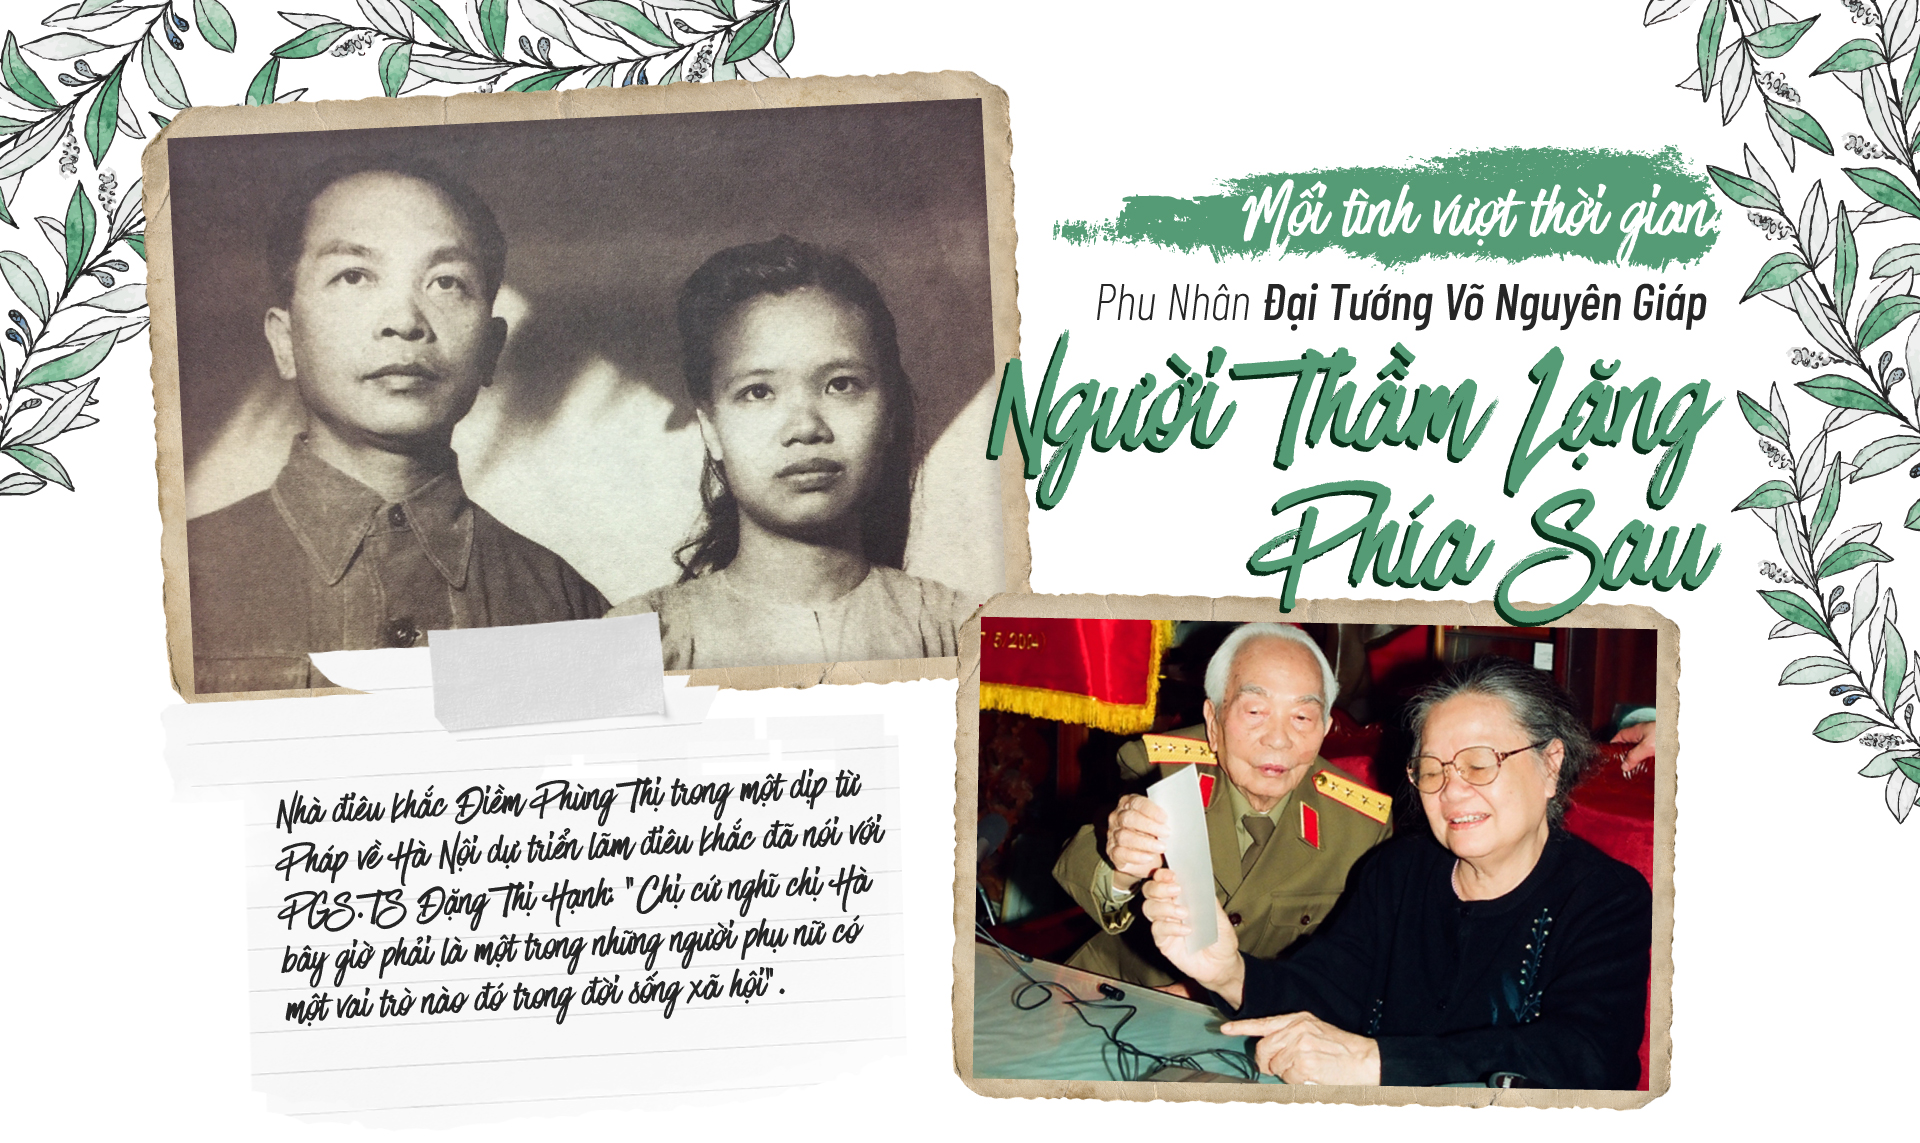 Mối tình vượt thời gian
Phu Nhân Đại Tướng Võ Nguyên Giáp
Người Thầm Lặng
Phía Sau
7.5.2004)
Nhà điêu khắc Điềm Phùng Thị trong một dịp từ
Pháp về Hà Nội dự triển lãm điêu khắc đã nói với
PGS.TS Đặng Thị Hạnh: "Chị cứ nghĩ chị Hà
bây giờ phải là một trong những người phụ nữ có
một vai trò nào đó trong đời sống xã hội".